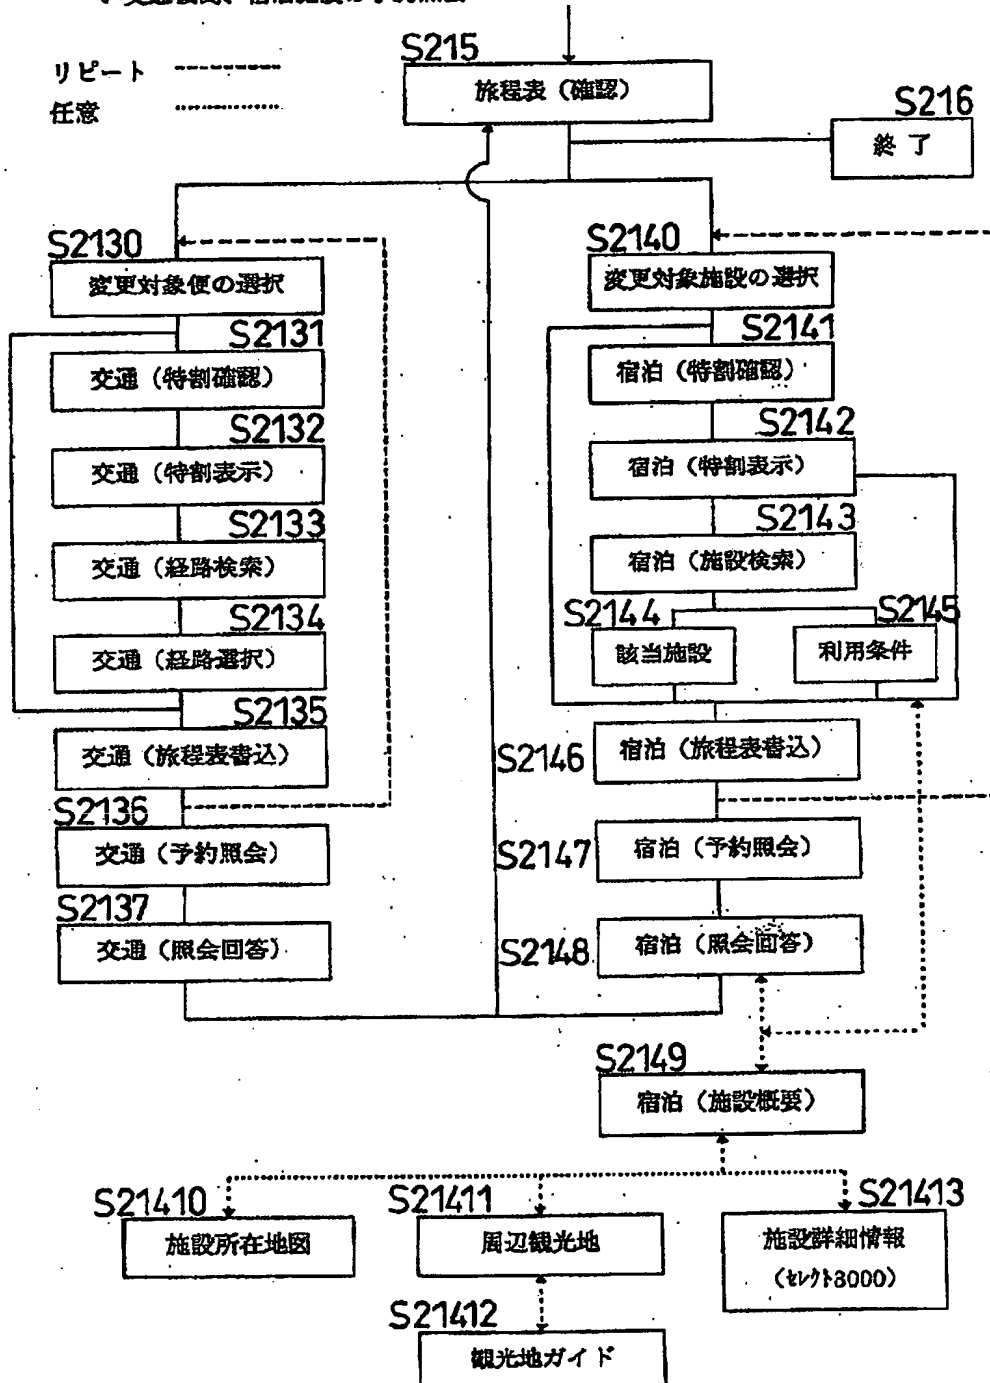 S215
リピート
旅程表（確認）
任意
S216
終了
S2130
変更対象便の選択
S2131
交通（特割確認）
S2132
交通（特割表示）
S2133
交通（経路検索）
S2134
交通（経路選択）
S2135
交通（旅程表書込）
S2136
交通（予約照会）
S2137
交通（照会回答）
S2140
変更対象施設の選択
S2141
宿泊（特割確認）
S2142
宿泊（特割表示）
S2143
宿泊（施設検索）
S2144
該当施設
S2145
利用条件
S2146
宿泊（旅程表書込）
S2147
宿泊（予約照会）
S2148
宿泊（照会回答）
S2149
宿泊（施設概要）
S21410
施設所在地図
S21411
周辺観光地
S21413
施設詳細情報
（ｾﾚｸﾄ3000）
S21412
観光地ガイド